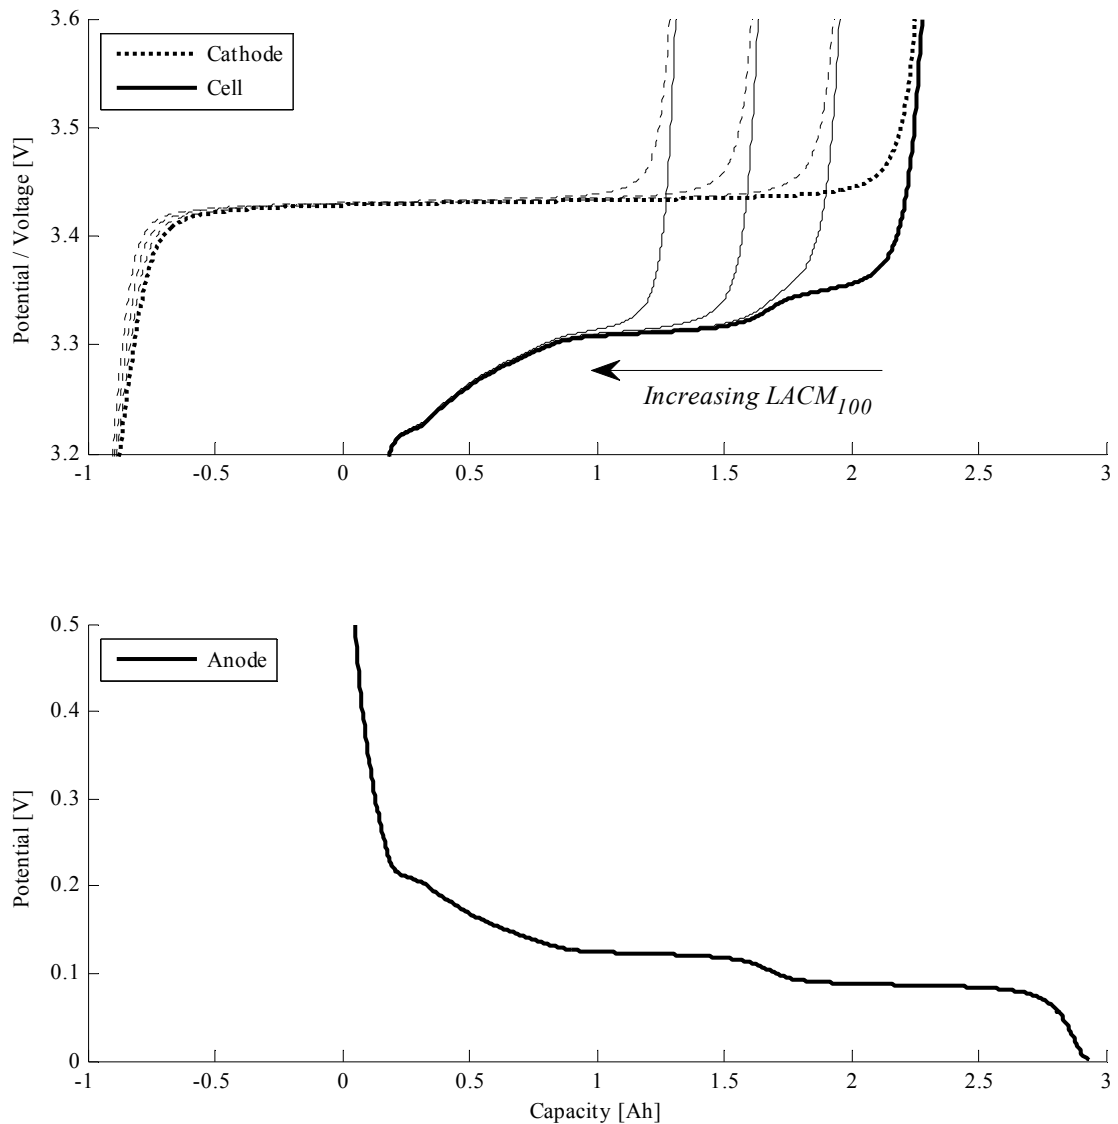 3.6
Cathode
Cell
3.5
Potential / Voltage [V]
3.4
3.3
Increasing LACM100
3.2
-1 -0.5 0 0.5 1 1.5 2 2.5 3
0.5
Anode
0.4
0.3
Potential [V]
0.2
0.1
0
-1 -0.5 0 0.5 1 1.5 2 2.5 3
Capacity [Ah]